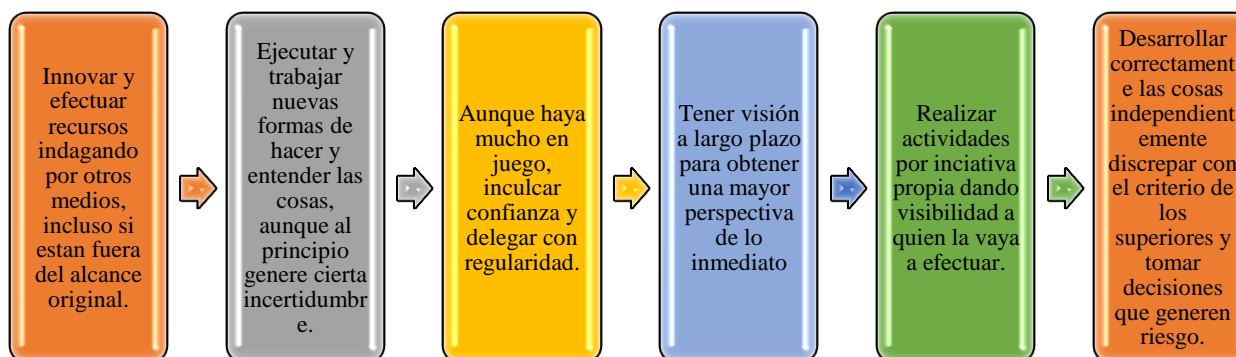 Innovar y
efectuar
recursos
indagando
por otros
medios,
incluso si
estan fuera
del alcance
original.
Ejecutar y
trabajar
nuevas
formas de
hacer y
entender las
cosas,
aunque al
principio
genere cierta
incertidumbr
e.
Aunque haya
mucho en
juego,
inculcar
confianza y
delegar con
regularidad.
Tener visión
a largo plazo
para obtener
una mayor
perspectiva
de lo
inmediato
Realizar
actividades
por inciativa
propia dando
visibilidad a
quien la vaya
a efectuar.
Desarrollar
correctament
e las cosas
independient
emente
discrepar con
el criterio de
los
superiores y
tomar
decisiones
que generen
riesgo.